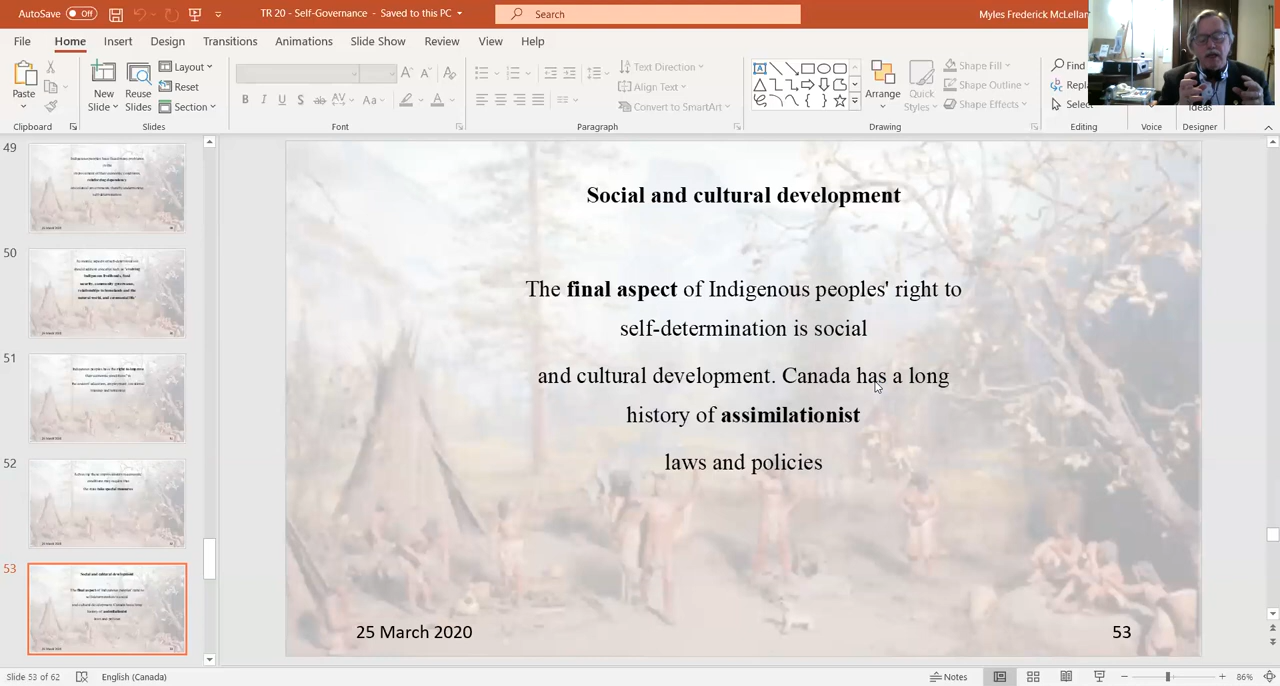 AutoSave Off TR 20 - Self-Governance - Saved to this PC Search Myles Frederick McLellan
File Home Insert Design Transitions Animations Slide Show Review View Help
Paste New Slide Reuse Slides Layout Reset Section
B I U S ab AV Aa A A A A
Text Direction Align Text Convert to SmartArt
Arrange Quick Styles Shape Fill Shape Outline Shape Effects
Find
Select
Ideas
Clipboard Slides Font Paragraph Drawing Editing Voice Designer
49
50
51
52
53
Social and cultural development
The final aspect of Indigenous peoples' right to
self-determination is social
and cultural development. Canada has a long
history of assimilationist
laws and policies
25 March 2020 53
Slide 53 of 62 English (Canada) Notes 86%